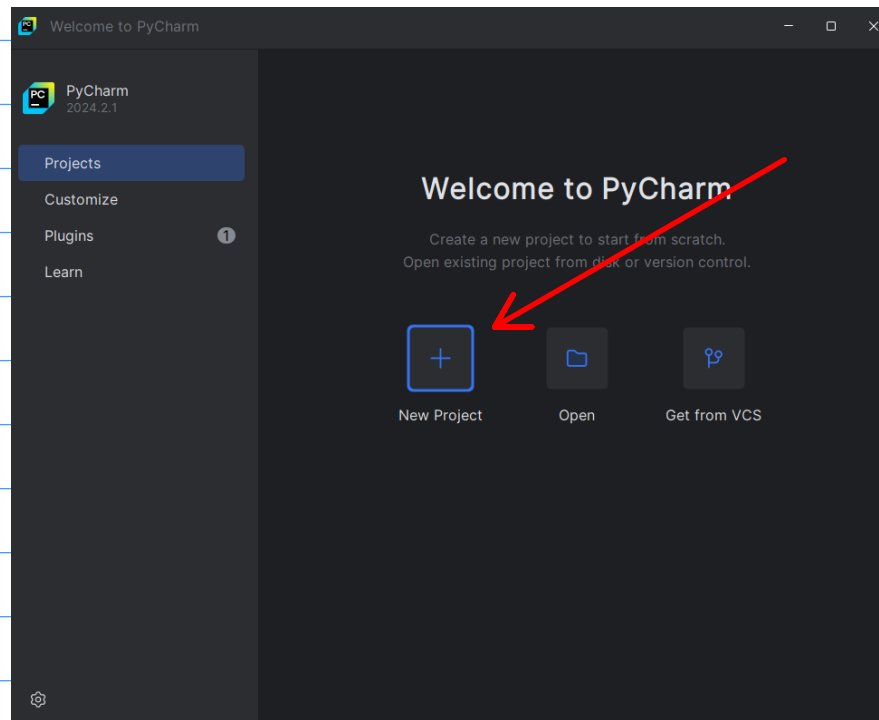 Welcome to PyCharm
PC
PyCharm
2024.2.1
Projects
Customize
Plugins
1
Learn
Welcome to PyCharm
Create a new project to start from scratch.
Open existing project from disk or version control.
New Project
Open
Get from VCS